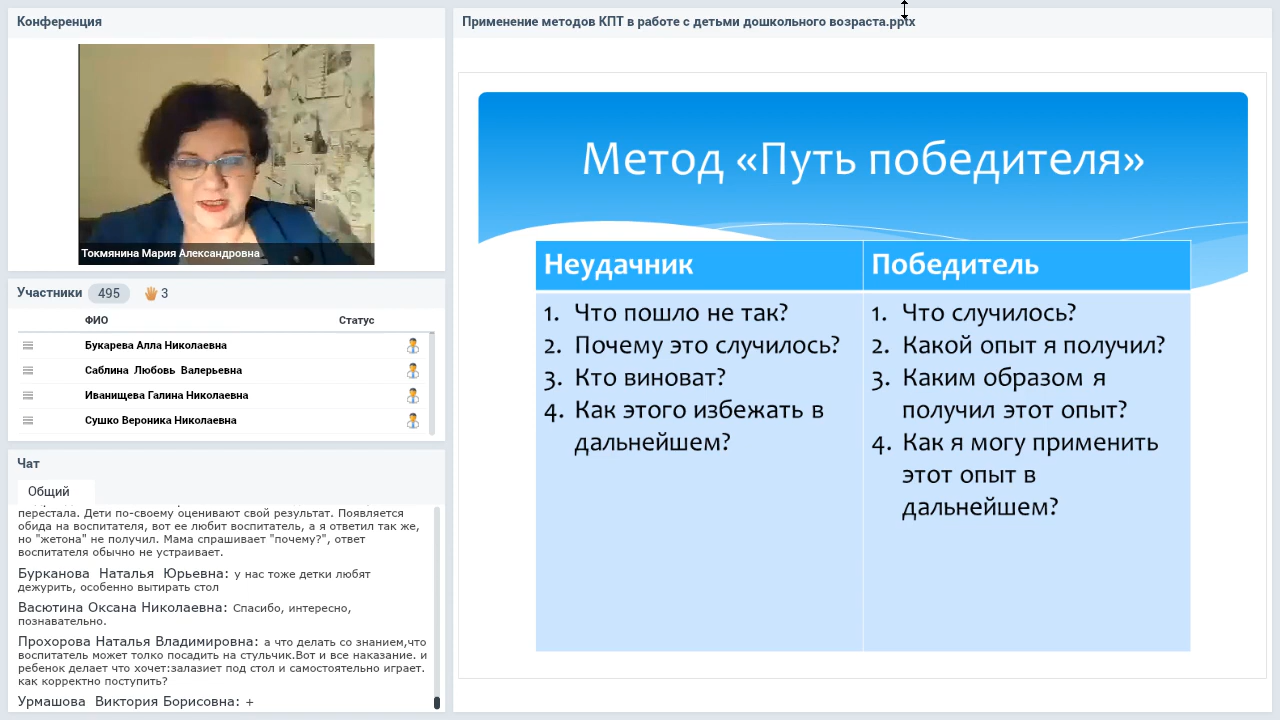 Конференция
Токмянина Мария Александровна
Участники 495 3
ФИО Статус
Букарева Алла Николаевна
Саблина Любовь Валерьевна
Иванищева Галина Николаевна
Сушко Вероника Николаевна
Чат
Общий
перестала. Дети по-своему оценивают свой результат. Появляется
обида на воспитателя, вот ее любит воспитатель, а я ответил так же,
но "жетона" не получил. Мама спрашивает "почему?", ответ
воспитателя обычно не устраивает.
Бурканова Наталья Юрьевна: у нас тоже детки любят
дежурить, особенно вытирать стол
Васютина Оксана Николаевна: Спасибо, интересно,
познавательно.
Прохорова Наталья Владимировна: а что делать со знанием,что
воспитатель может толко посадить на стульчик.Вот и все наказание. и
ребенок делает что хочет:залазиет под стол и самостоятельно играет.
как корректно поступить?
Урмашова Виктория Борисовна: +
Применение методов КПТ в работе с детьми дошкольного возраста.pptx
Метод «Путь победителя»
Неудачник
1. Что пошло не так?
2. Почему это случилось?
3. Кто виноват?
4. Как этого избежать в
дальнейшем?
Победитель
1. Что случилось?
2. Какой опыт я получил?
3. Каким образом я
получил этот опыт?
4. Как я могу применить
этот опыт в
дальнейшем?